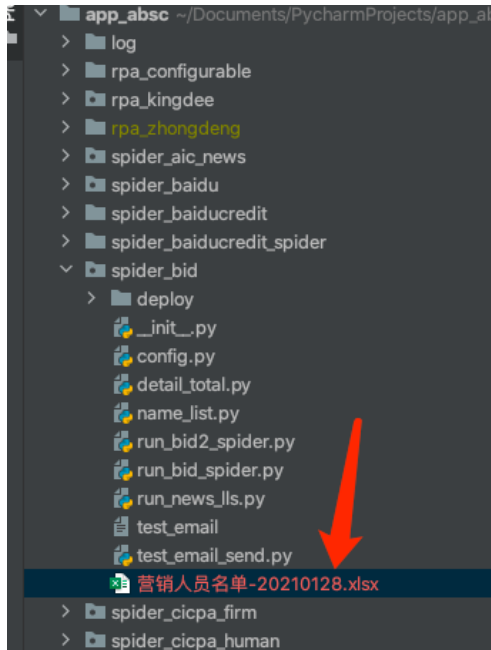 app_absc ~/Documents/PycharmProjects/app_ab
log
rpa_configurable
rpa_kingdee
rpa_zhongdeng
spider_aic_news
spider_baidu
spider_baiducredit
spider_baiducredit_spider
spider_bid
deploy
__init__.py
config.py
detail_total.py
name_list.py
run_bid2_spider.py
run_bid_spider.py
run_news_lls.py
test_email
test_email_send.py
营销人员名单-20210128.xlsx
spider_cicpa_firm
spider_cicpa_human